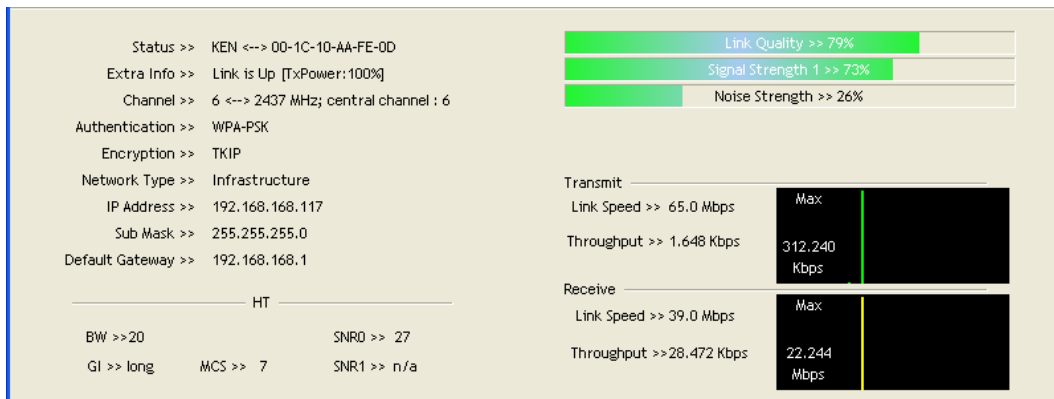 Status >> KEN <--> 00-1C-10-AA-FE-0D
Extra Info >> Link is Up [TxPower:100%]
Channel >> 6 <--> 2437 MHz; central channel : 6
Authentication >> WPA-PSK
Encryption >> TKIP
Network Type >> Infrastructure
IP Address >> 192.168.168.117
Sub Mask >> 255.255.255.0
Default Gateway >> 192.168.168.1
HT
BW >>20 SNR0 >> 27
GI >> long MCS >> 7 SNR1 >> n/a
Link Quality >> 79%
Signal Strength 1 >> 73%
Noise Strength >> 26%
Transmit
Link Speed >> 65.0 Mbps
Throughput >> 1.648 Kbps
Max
312.240
Kbps
Receive
Link Speed >> 39.0 Mbps
Throughput >>28.472 Kbps
Max
22.244
Mbps